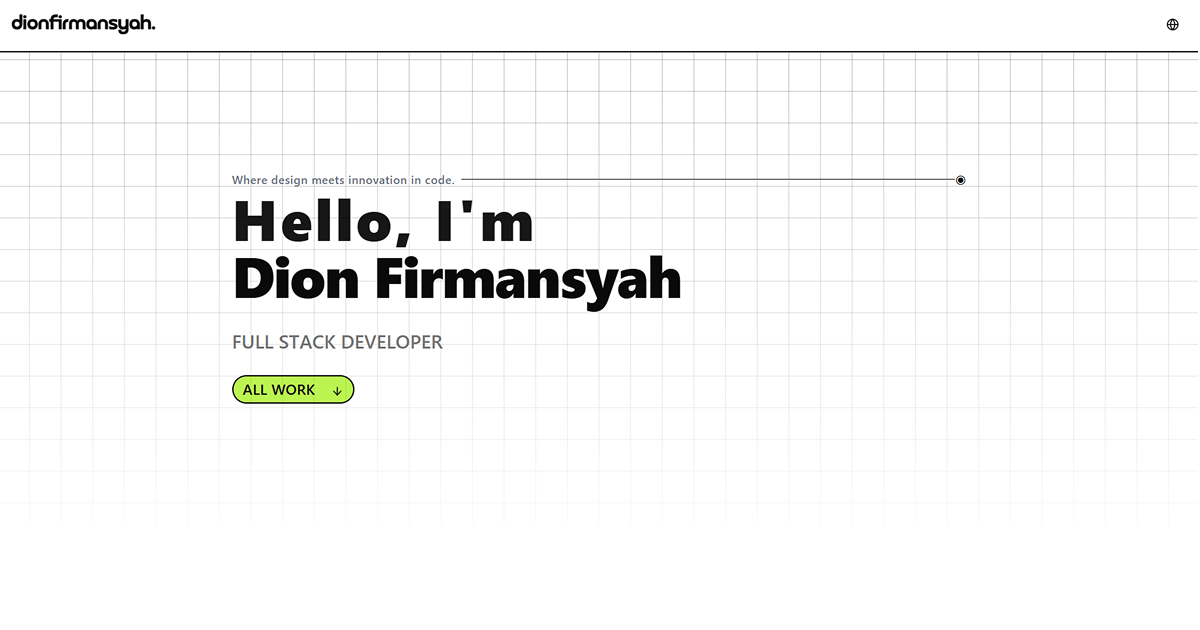 dionfirmansyah.
Where design meets innovation in code.
Hello, I'm
Dion Firmansyah
FULL STACK DEVELOPER
ALL WORK ↓